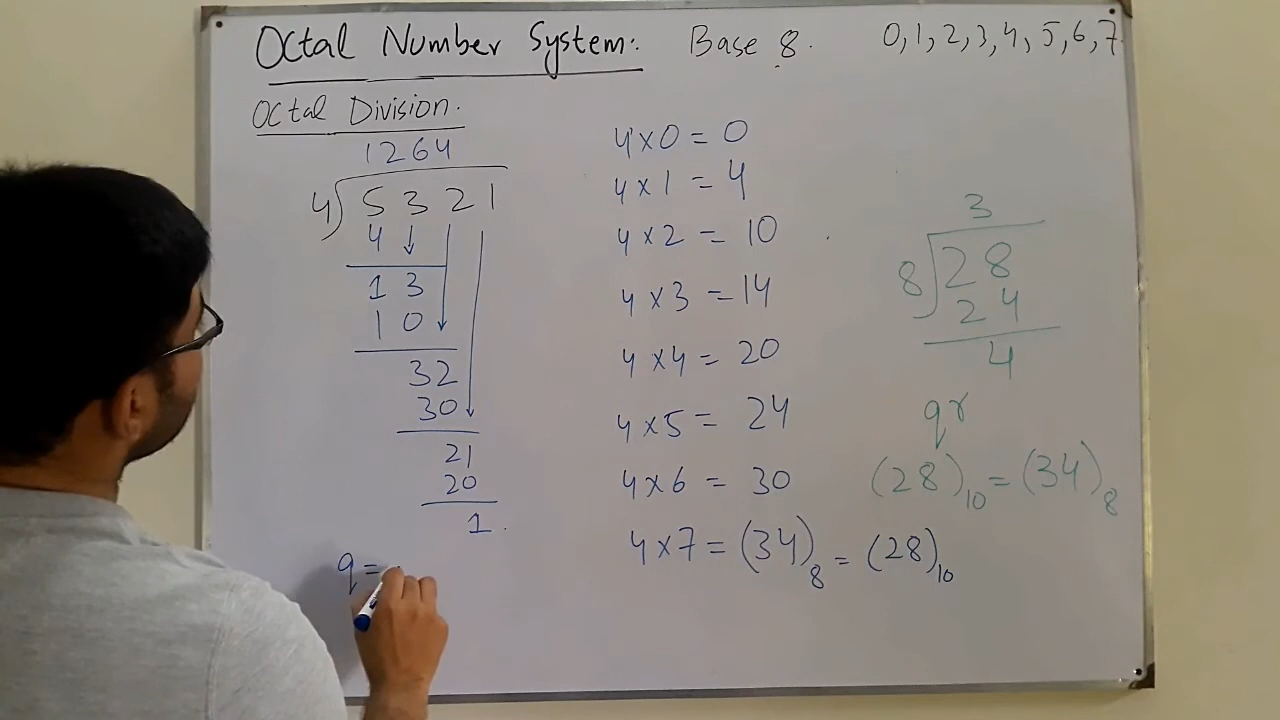 Octal Number System: Base 8. 0, 1, 2, 3, 4, 5, 6, 7.
Octal Division.
1264
4) 5321
4
13
10
32
30
21
20
1.
q =
4 x 0 = 0
4 x 1 = 4
4 x 2 = 10
4 x 3 = 14
4 x 4 = 20
4 x 5 = 24
4 x 6 = 30
4 x 7 = (34)8 = (28)10
3
8) 28
24
4
q r
(28)10 = (34)8